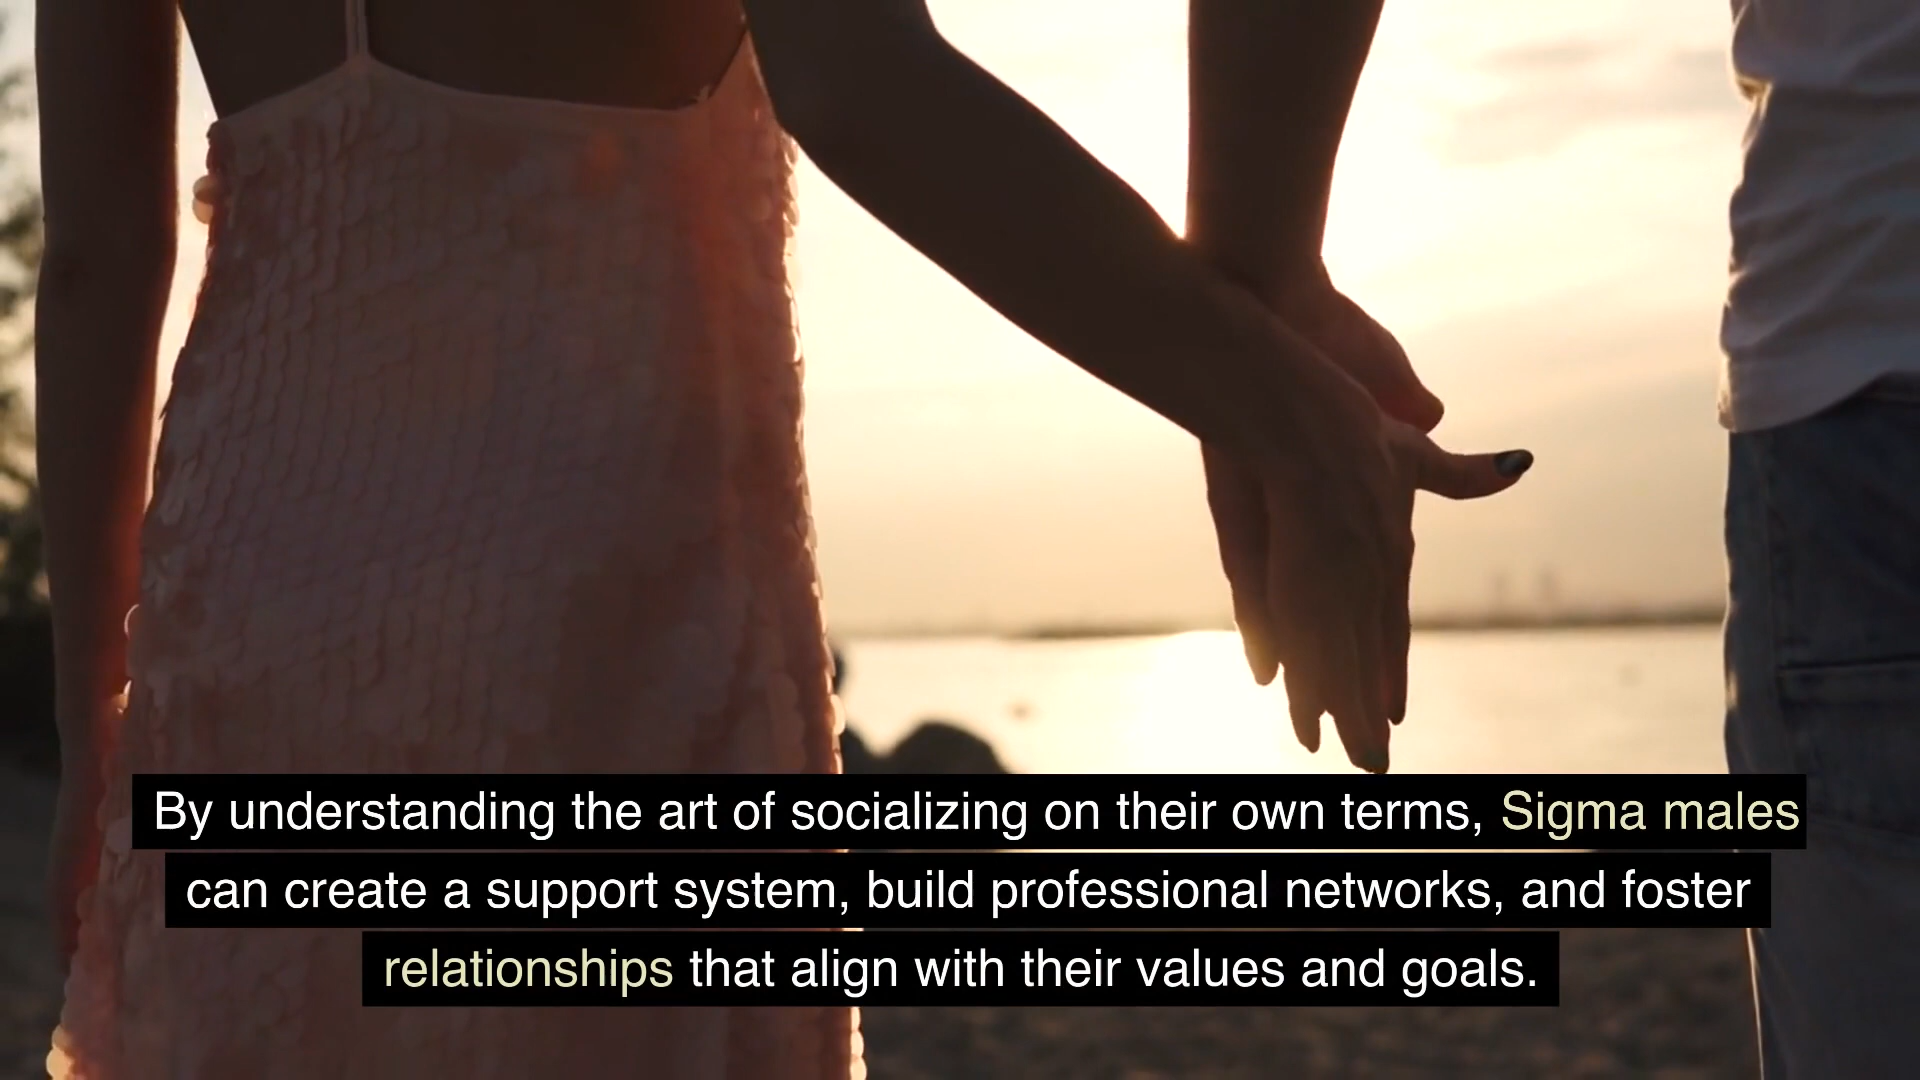 By understanding the art of socializing on their own terms, Sigma males
can create a support system, build professional networks, and foster
relationships that align with their values and goals.